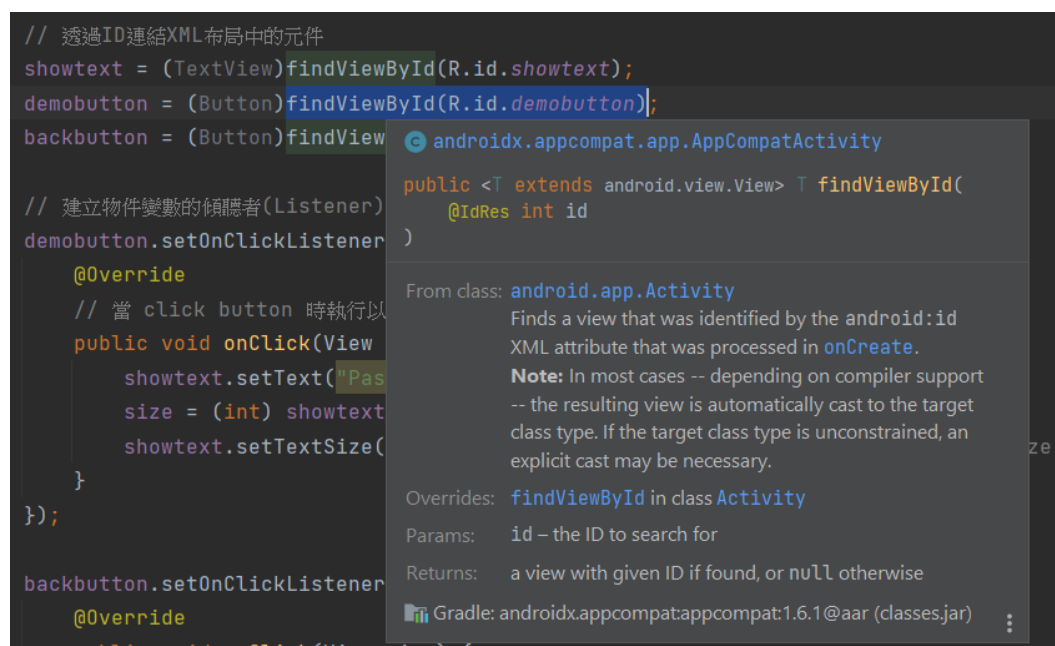 // 透過ID連結XML布局中的元件
showtext = (TextView)findViewById(R.id.showtext);
demobutton = (Button)findViewById(R.id.demobutton);
backbutton = (Button)findView
// 建立物件變數的傾聽者(Listener)
demobutton.setOnClickListener
@Override
// 當 click button 時執行以
public void onClick(View
showtext.setText("Pas
size = (int) showtext
showtext.setTextSize(
ze
}
});
backbutton.setOnClickListener
@Override
androidx.appcompat.app.AppCompatActivity
public <T extends android.view.View> T findViewById(
@IdRes int id
)
From class: android.app.Activity
Finds a view that was identified by the android:id
XML attribute that was processed in onCreate.
Note: In most cases -- depending on compiler support
-- the resulting view is automatically cast to the target
class type. If the target class type is unconstrained, an
explicit cast may be necessary.
Overrides: findViewById in class Activity
Params: id – the ID to search for
Returns: a view with given ID if found, or null otherwise
Gradle: androidx.appcompat:appcompat:1.6.1@aar (classes.jar)